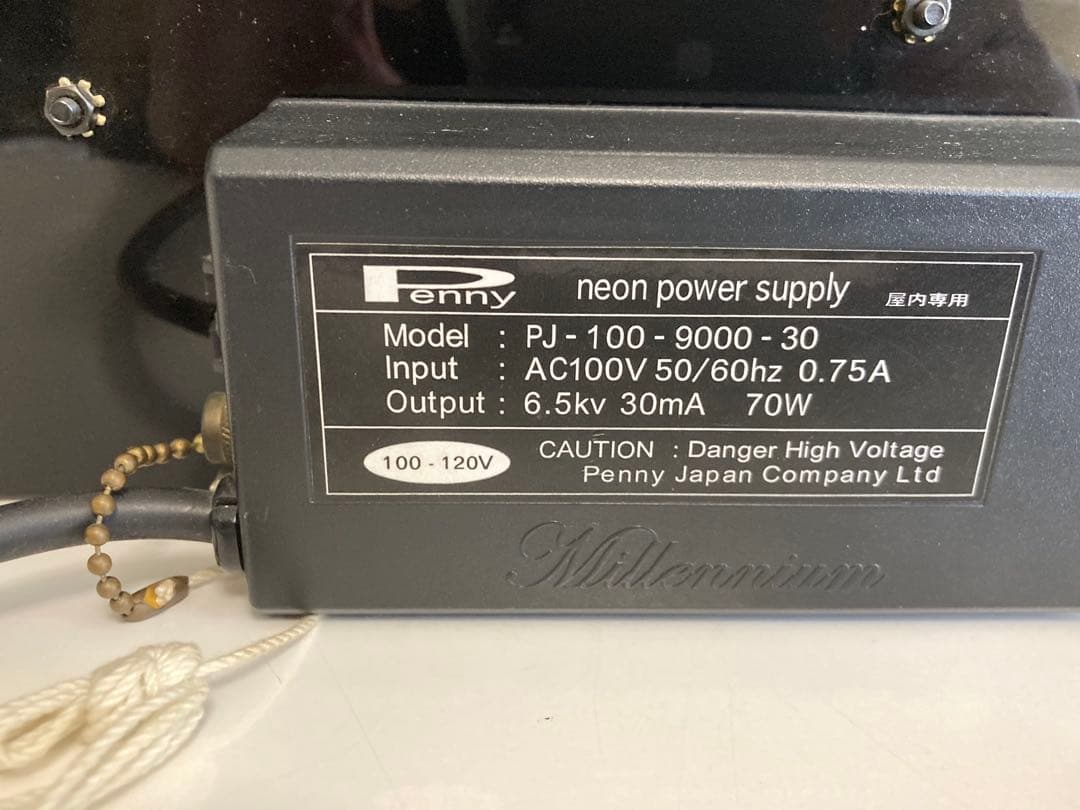 Penny neon power supply 屋内専用
Model : PJ - 100 - 9000 - 30
Input : AC100V 50/60hz 0.75A
Output : 6.5kv 30mA 70W
100 - 120V
CAUTION : Danger High Voltage
Penny Japan Company Ltd
Millennium